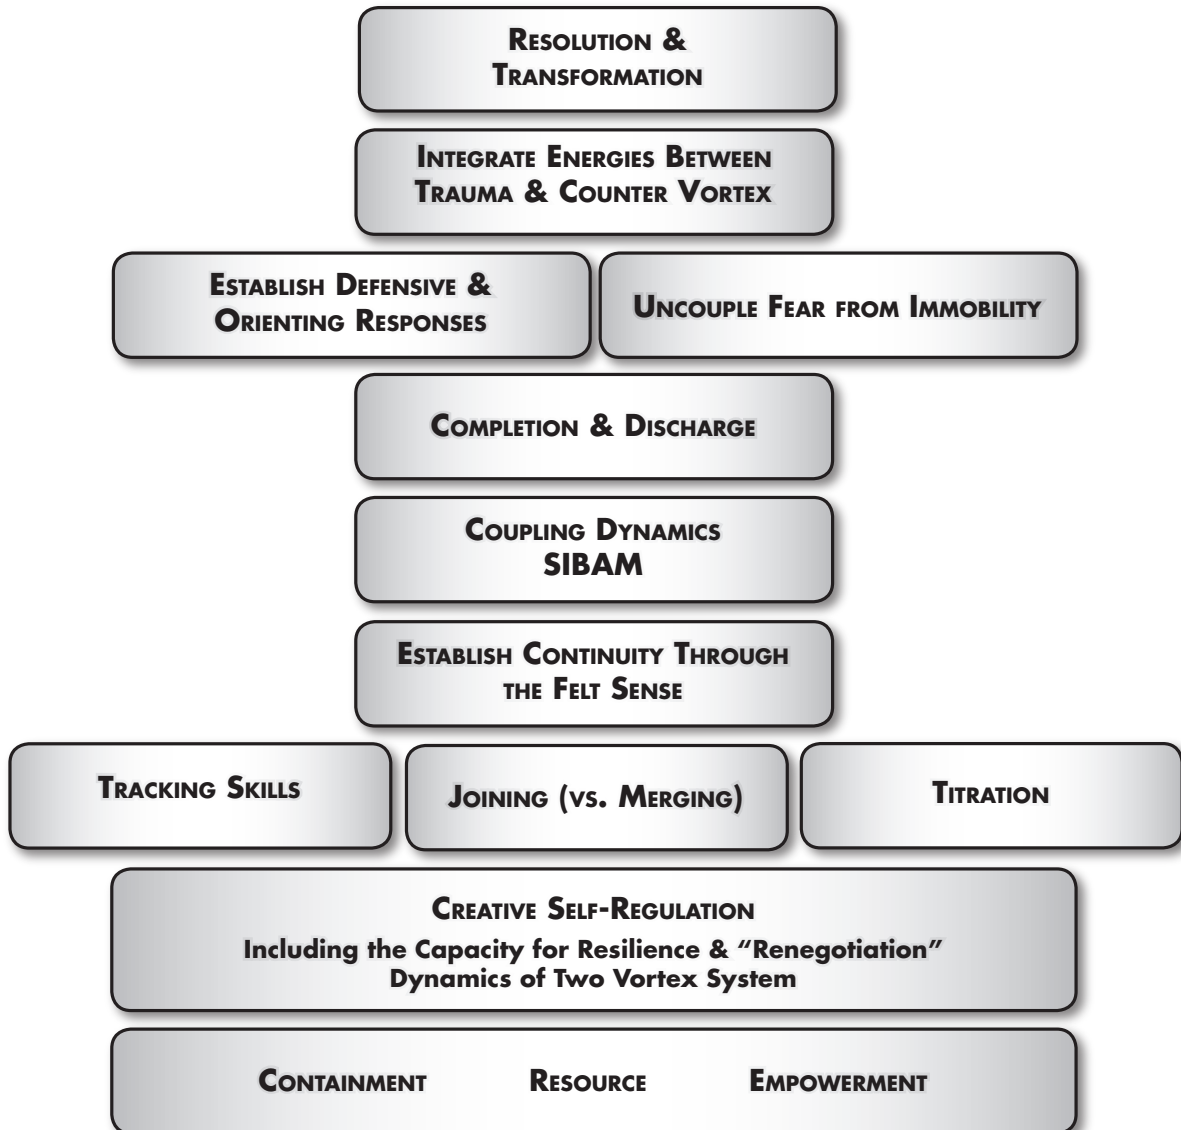 Resolution &
Transformation
Integrate Energies Between
Trauma & Counter Vortex
Establish Defensive &
Orienting Responses
Uncouple Fear from Immobility
Completion & Discharge
Coupling Dynamics
SIBAM
Establish Continuity Through
the Felt Sense
Tracking Skills
Joining (vs. Merging)
Titration
Creative Self-Regulation
Including the Capacity for Resilience & “Renegotiation”
Dynamics of Two Vortex System
Containment Resource Empowerment